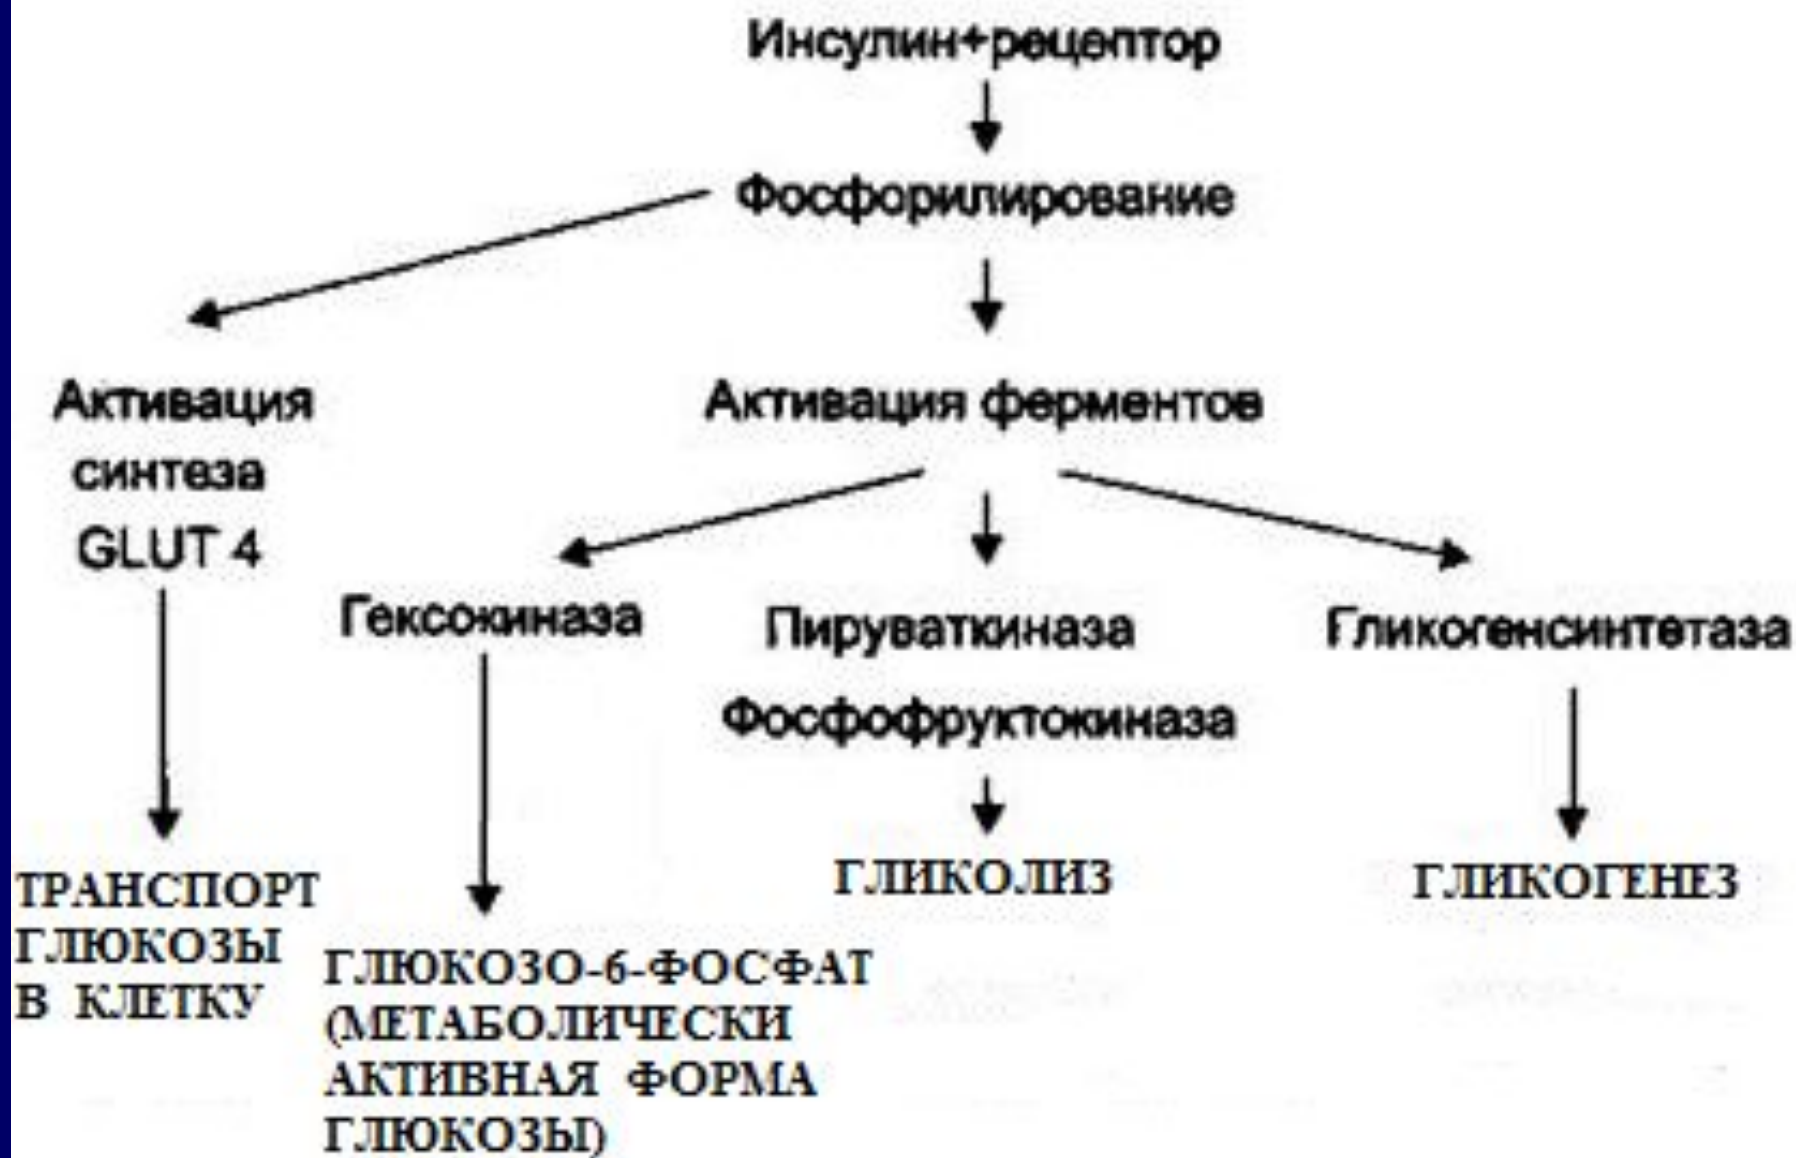 Инсулин+рецептор
Фосфорилирование
Активация
синтеза
GLUT 4
Активация ферментов
Гексокиназа
Пируваткиназа
Фосфофруктокиназа
Гликогенсинтетаза
ТРАНСПОРТ
ГЛЮКОЗЫ
В КЛЕТКУ
ГЛЮКОЗО-6-ФОСФАТ
(МЕТАБОЛИЧЕСКИ
АКТИВНАЯ ФОРМА
ГЛЮКОЗЫ)
ГЛИКОЛИЗ
ГЛИКОГЕНЕЗ